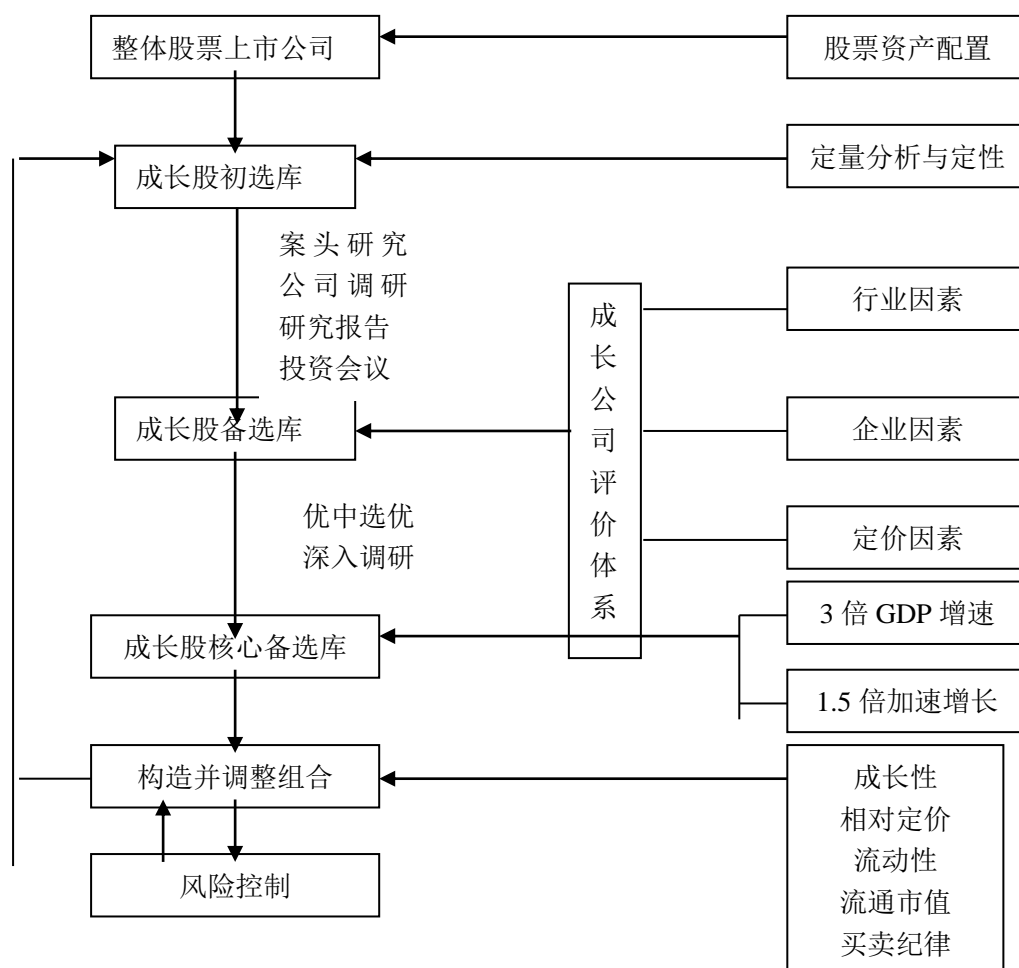 整体股票上市公司
股票资产配置
成长股初选库
定量分析与定性
案头研究
公司调研
研究报告
投资会议
成长公司评价体系
行业因素
成长股备选库
企业因素
优中选优
深入调研
定价因素
3 倍 GDP 增速
成长股核心备选库
1.5 倍加速增长
构造并调整组合
成长性
相对定价
流动性
流通市值
买卖纪律
风险控制